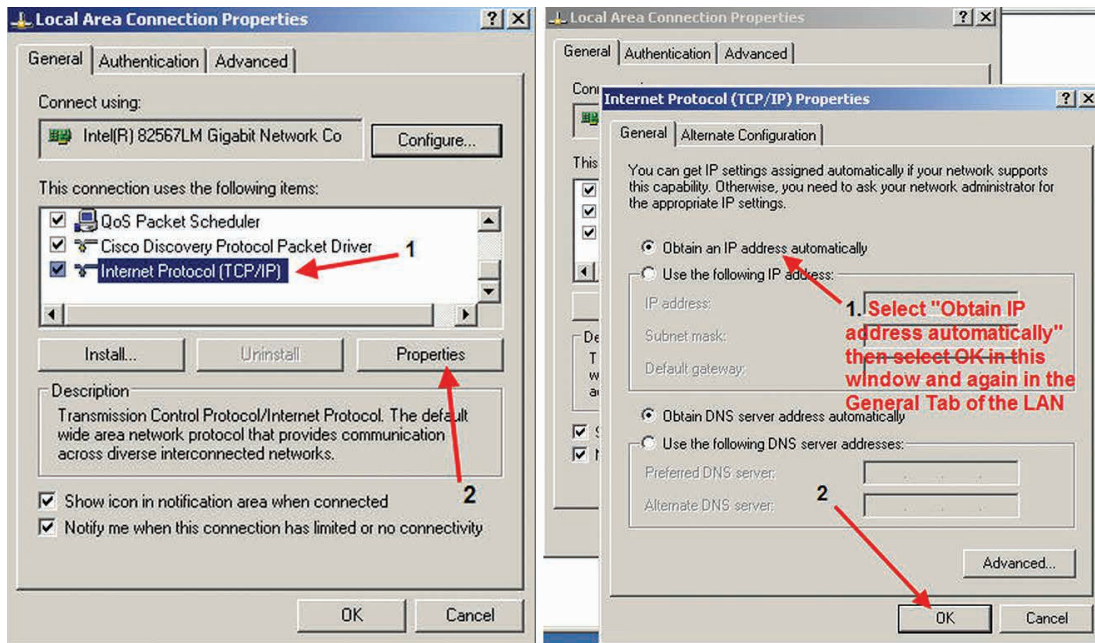 Local Area Connection Properties
General Authentication Advanced
Connect using:
Intel(R) 82567LM Gigabit Network Co
Configure...
This connection uses the following items:
QoS Packet Scheduler
Cisco Discovery Protocol Packet Driver
Internet Protocol (TCP/IP)
1
Install... Uninstall Properties
Description
Transmission Control Protocol/Internet Protocol. The default
wide area network protocol that provides communication
across diverse interconnected networks.
2
Show icon in notification area when connected
Notify me when this connection has limited or no connectivity
OK Cancel
Local Area Connection Properties
General Authentication Advanced
This
Internet Protocol (TCP/IP) Properties
General Alternate Configuration
You can get IP settings assigned automatically if your network supports
this capability. Otherwise, you need to ask your network administrator for
the appropriate IP settings.
Obtain an IP address automatically
Use the following IP address:
IP address:
Subnet mask:
Default gateway:
1. Select "Obtain IP
address automatically"
then select OK in this
window and again in the
General Tab of the LAN
Obtain DNS server address automatically
Use the following DNS server addresses:
Preferred DNS server:
Alternate DNS server:
2
Advanced...
OK Cancel